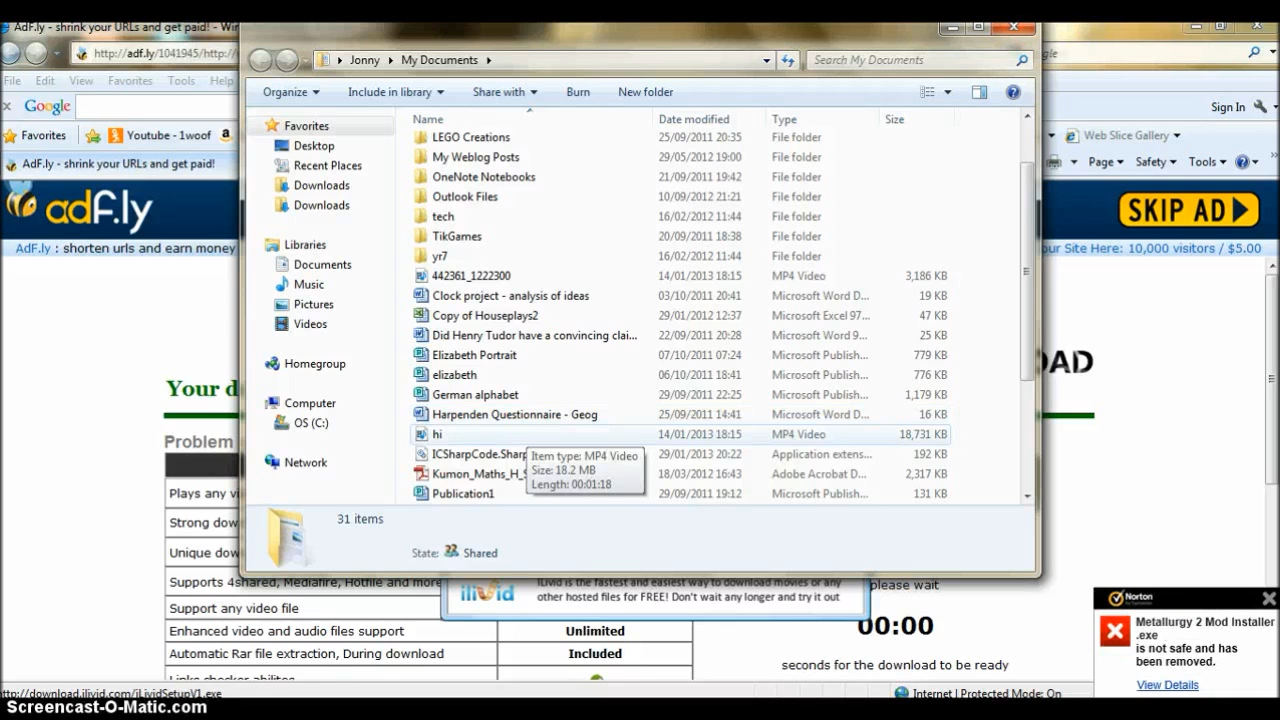 AdF.ly - shrink your URLs and get paid! - Wi
http://adf.ly/1041945/http://
File Edit View Favorites Tools Help
Google
Sign In
Favorites Youtube - 1woof
Web Slice Gallery
AdF.ly - shrink your URLs and get paid!
Page Safety Tools
adf.ly
SKIP AD
AdF.ly : shorten urls and earn money
our Site Here: 10,000 visitors / $5.00
Jonny My Documents
Search My Documents
Organize Include in library Share with Burn New folder
Favorites
Desktop
Recent Places
Downloads
Downloads
Libraries
Documents
Music
Pictures
Videos
Homegroup
Computer
OS (C:)
Network
Name Date modified Type Size
LEGO Creations 25/09/2011 20:35 File folder
My Weblog Posts 29/05/2012 19:00 File folder
OneNote Notebooks 21/09/2011 19:42 File folder
Outlook Files 10/09/2012 21:21 File folder
tech 16/02/2012 11:44 File folder
TikGames 20/09/2011 18:38 File folder
yr7 16/02/2012 11:44 File folder
442361_1222300 14/01/2013 18:15 MP4 Video 3,186 KB
Clock project - analysis of ideas 03/10/2011 20:41 Microsoft Word D... 19 KB
Copy of Houseplays2 29/01/2012 12:37 Microsoft Excel 97... 47 KB
Did Henry Tudor have a convincing clai... 22/09/2011 20:28 Microsoft Word 9... 25 KB
Elizabeth Portrait 07/10/2011 07:24 Microsoft Publish... 779 KB
elizabeth 06/10/2011 18:41 Microsoft Publish... 776 KB
German alphabet 29/09/2011 22:25 Microsoft Publish... 1,179 KB
Harpenden Questionnaire - Geog 25/09/2011 14:41 Microsoft Word D... 16 KB
hi 14/01/2013 18:15 MP4 Video 18,731 KB
ICSharpCode.Sharp 29/01/2013 20:22 Application extens... 192 KB
Kumon_Maths_H_S 18/03/2012 16:43 Adobe Acrobat D... 2,317 KB
Publication1 29/09/2011 19:12 Microsoft Publish... 131 KB
Item type: MP4 Video
Size: 18.2 MB
Length: 00:01:18
31 items
State: Shared
Your d
OAD
Problem
Plays any v
Strong dow
Unique dow
Supports 4shared, Mediafire, Hotfile and more
Support any video file
Enhanced video and audio files support Unlimited
Automatic Rar file extraction, During download Included
Links checker abilites
ilivid
iLivid is the fastest and easiest way to download movies or any
other hosted files for FREE! Don't wait any longer and try it out
please wait
00:00
seconds for the download to be ready
Norton
Metallurgy 2 Mod Installer
.exe
is not safe and has
been removed.
View Details
http://download.ilivid.com/iLividSetupV1.exe
Internet | Protected Mode: On
Screencast-O-Matic.com